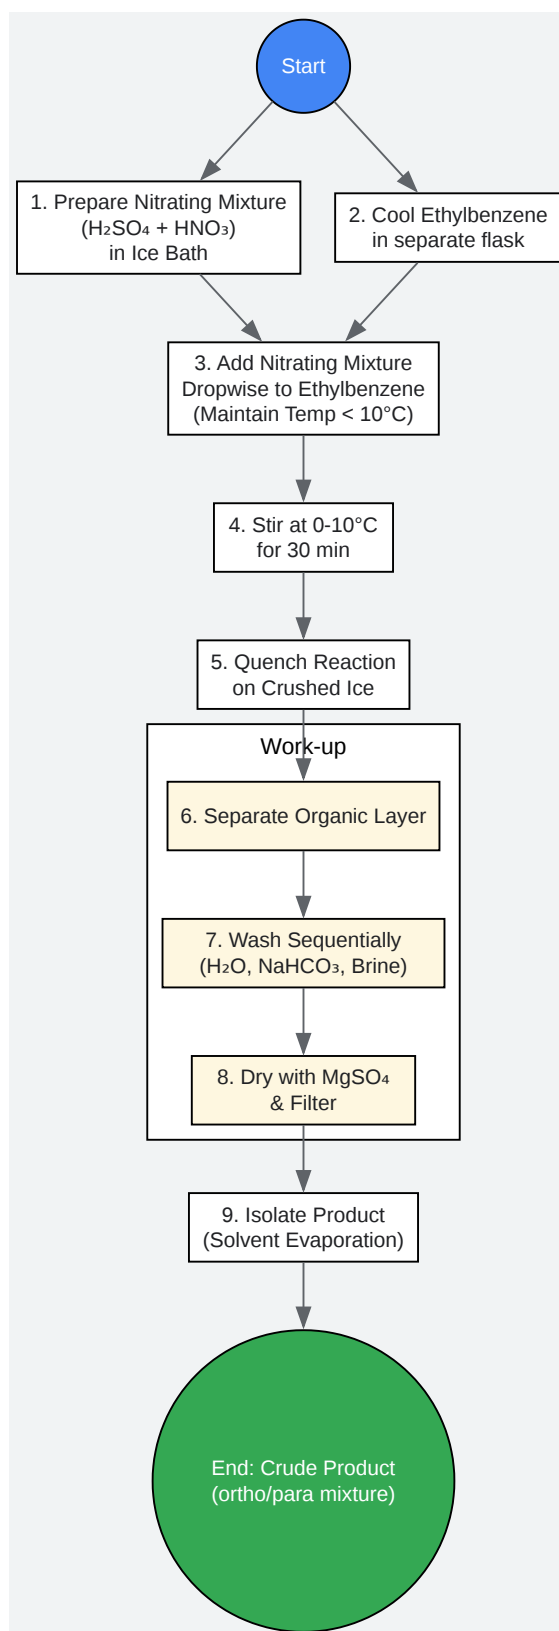 Start
1. Prepare Nitrating Mixture
(H₂SO₄ + HNO₃)
in Ice Bath
2. Cool Ethylbenzene
in separate flask
3. Add Nitrating Mixture
Dropwise to Ethylbenzene
(Maintain Temp < 10°C)
4. Stir at 0-10°C
for 30 min
5. Quench Reaction
on Crushed Ice
Work-up
6. Separate Organic Layer
7. Wash Sequentially
(H₂O, NaHCO₃, Brine)
8. Dry with MgSO₄
& Filter
9. Isolate Product
(Solvent Evaporation)
End: Crude Product
(ortho/para mixture)